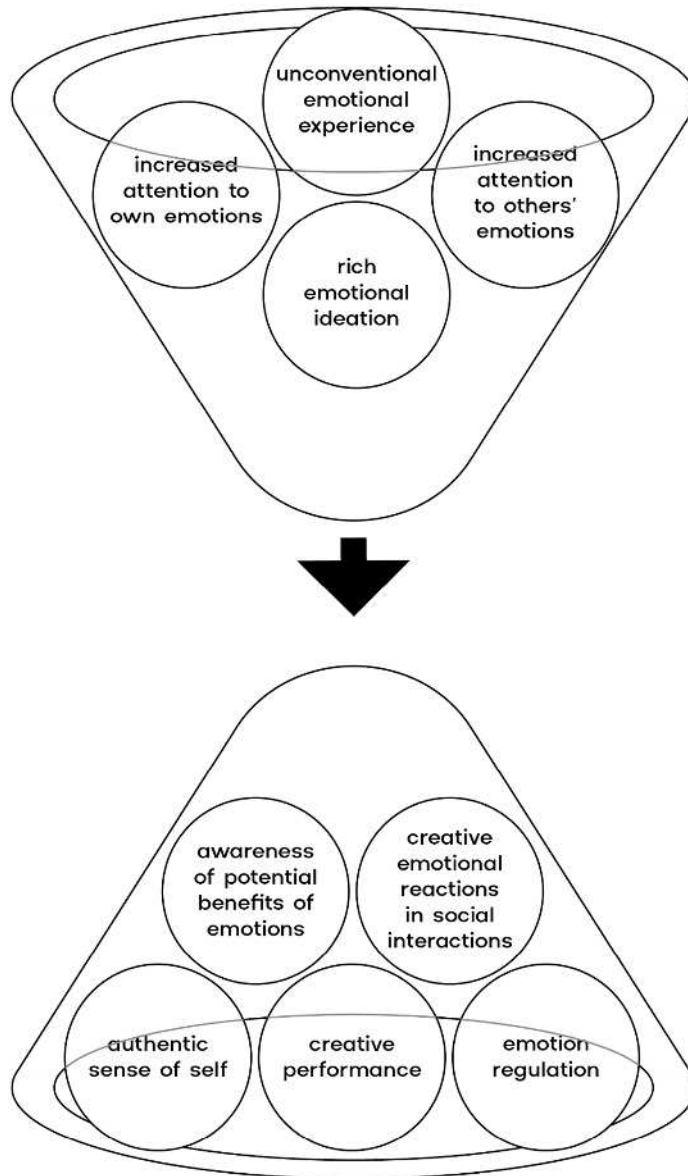 unconventional
emotional
experience
increased
attention to
own emotions
increased
attention
to others’
emotions
rich
emotional
ideation
awareness
of potential
benefits of
emotions
creative
emotional
reactions
in social
interactions
authentic
sense of self
creative
performance
emotion
regulation